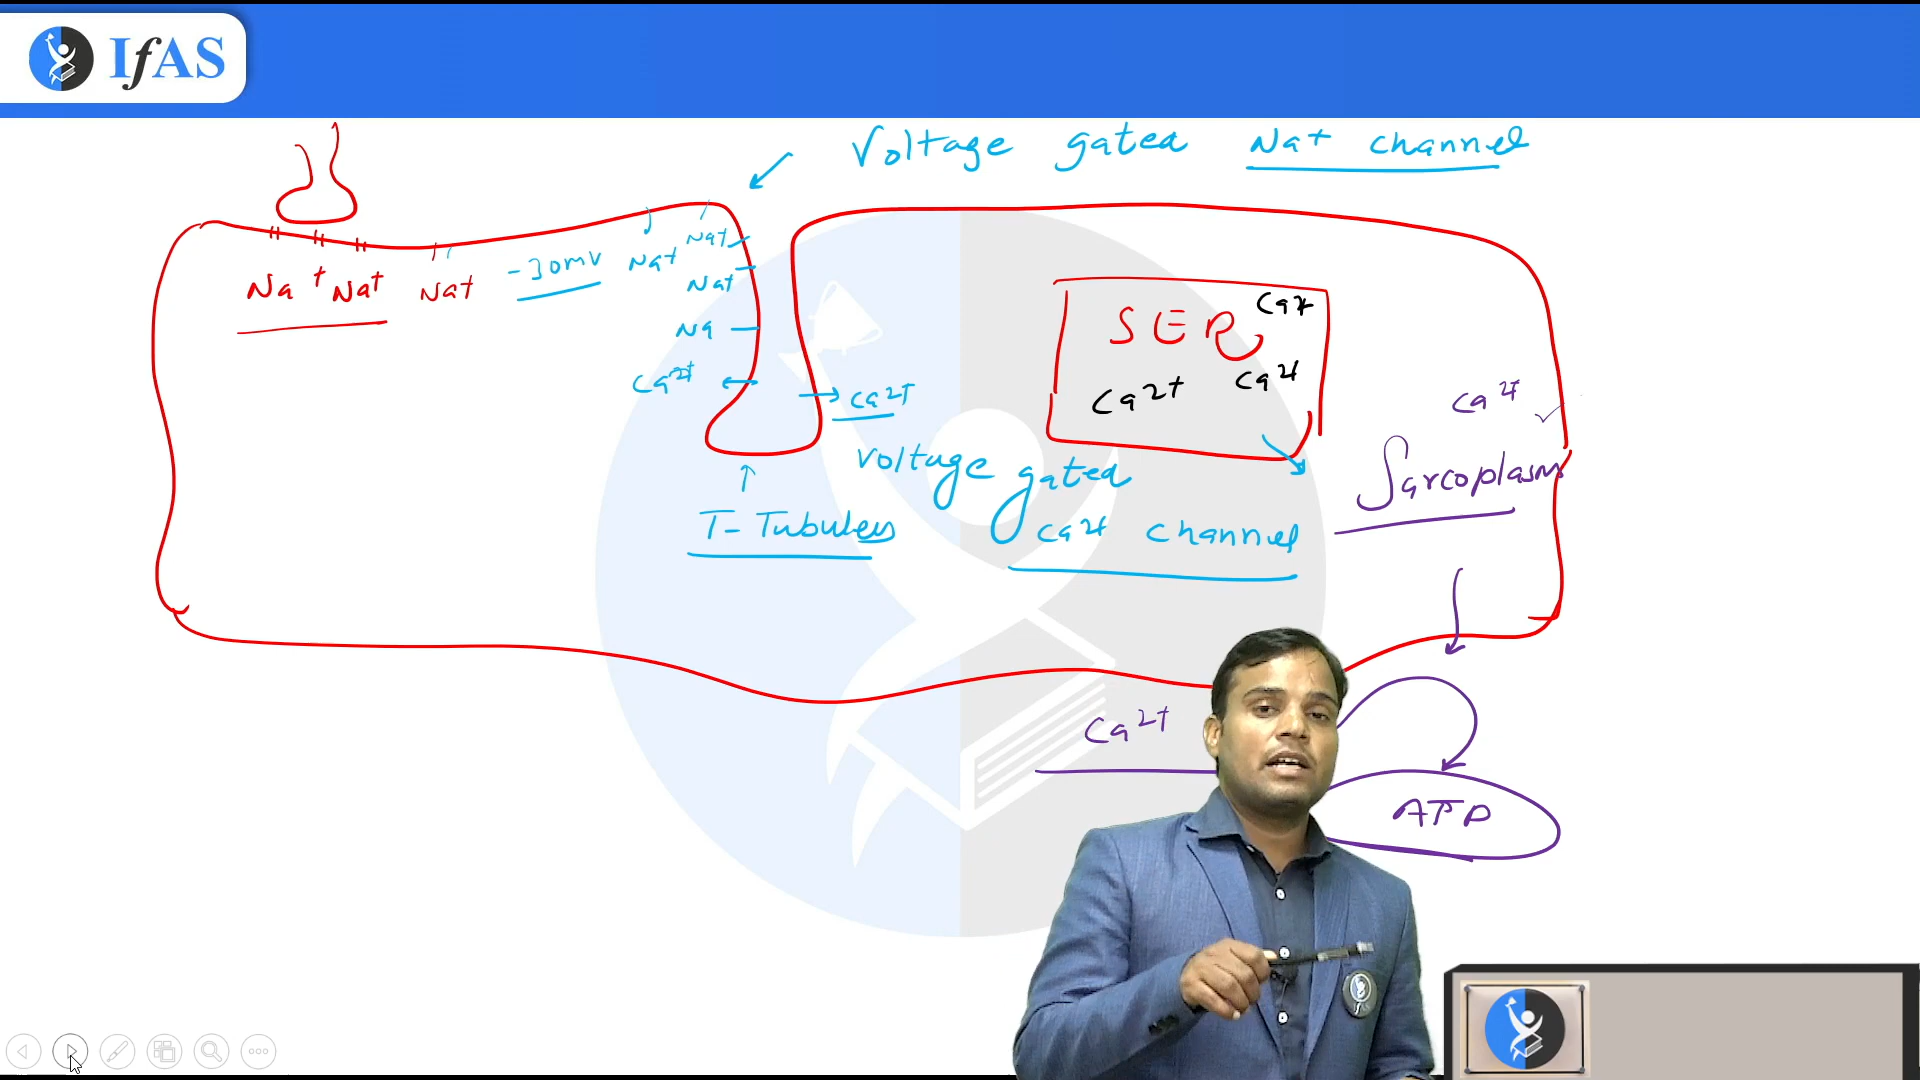 IfAS
Voltage gated Na+ channel
Na+ Na+ Na+ -30mV Na+ Na+
Na+
Na
Ca2+
Ca2+
SER Ca2+
Ca2+ Ca2+
Ca2+
Sarcoplasm
Voltage gated
Ca2+ channel
T-Tubules
Ca2+
ATP